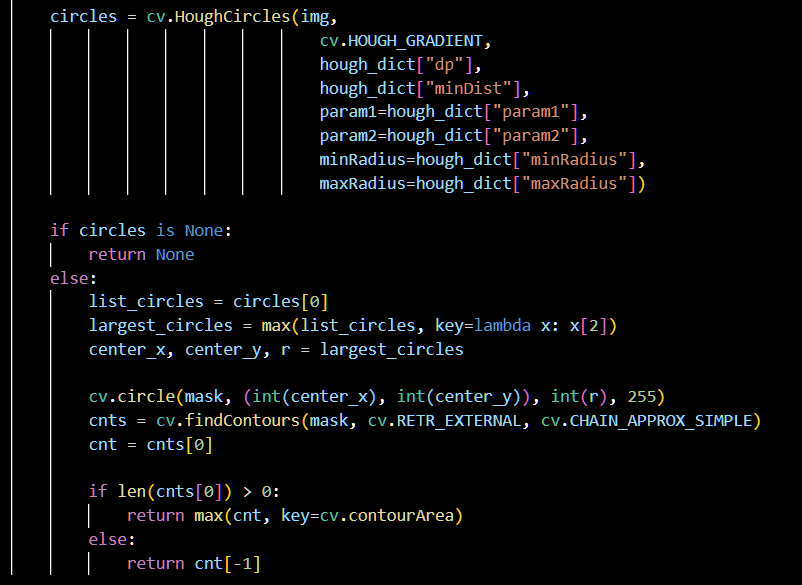 circles = cv.HoughCircles(img,
cv.HOUGH_GRADIENT,
hough_dict["dp"],
hough_dict["minDist"],
param1=hough_dict["param1"],
param2=hough_dict["param2"],
minRadius=hough_dict["minRadius"],
maxRadius=hough_dict["maxRadius"])
if circles is None:
return None
else:
list_circles = circles[0]
largest_circles = max(list_circles, key=lambda x: x[2])
center_x, center_y, r = largest_circles
cv.circle(mask, (int(center_x), int(center_y)), int(r), 255)
cnts = cv.findContours(mask, cv.RETR_EXTERNAL, cv.CHAIN_APPROX_SIMPLE)
cnt = cnts[0]
if len(cnts[0]) > 0:
return max(cnt, key=cv.contourArea)
else:
return cnt[-1]